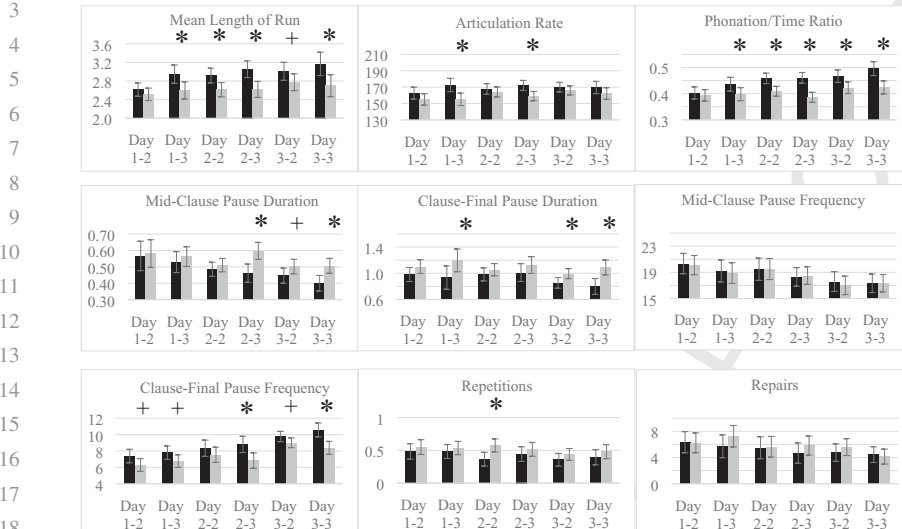 3
4
5
6
7
8
9
10
11
12
13
14
15
16
17
18
Mean Length of Run
* * * + *
3.6
3.2
2.8
2.4
2.0
Day Day Day Day Day Day
1-2 1-3 2-2 2-3 3-2 3-3
Articulation Rate
* *
210
190
170
150
130
Day Day Day Day Day Day
1-2 1-3 2-2 2-3 3-2 3-3
Phonation/Time Ratio
* * * * *
0.5
0.4
0.3
Day Day Day Day Day Day
1-2 1-3 2-2 2-3 3-2 3-3
Mid-Clause Pause Duration
* + *
0.70
0.60
0.50
0.40
0.30
Day Day Day Day Day Day
1-2 1-3 2-2 2-3 3-2 3-3
Clause-Final Pause Duration
* * *
1.4
1.0
0.6
Day Day Day Day Day Day
1-2 1-3 2-2 2-3 3-2 3-3
Mid-Clause Pause Frequency
23
19
15
Day Day Day Day Day Day
1-2 1-3 2-2 2-3 3-2 3-3
Clause-Final Pause Frequency
+ + * + *
12
10
8
6
4
Day Day Day Day Day Day
1-2 1-3 2-2 2-3 3-2 3-3
Repetitions
*
1
0.5
0
Day Day Day Day Day Day
1-2 1-3 2-2 2-3 3-2 3-3
Repairs
8
4
0
Day Day Day Day Day Day
1-2 1-3 2-2 2-3 3-2 3-3